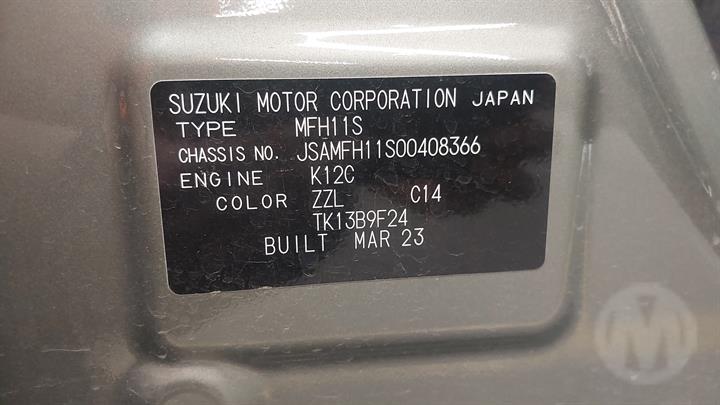 SUZUKI MOTOR CORPORATION JAPAN
TYPE MFH11S
CHASSIS NO. JSAMFH11S00408366
ENGINE K12C
COLOR ZZL C14
TK13B9F24
BUILT MAR 23
M